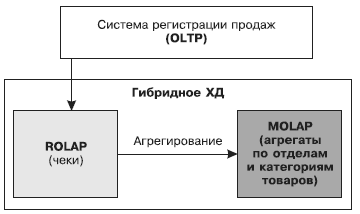 Система регистрации продаж
(OLTP)
Гибридное ХД
ROLAP
(чеки)
Агрегирование
MOLAP
(агрегаты
по отделам
и категориям
товаров)